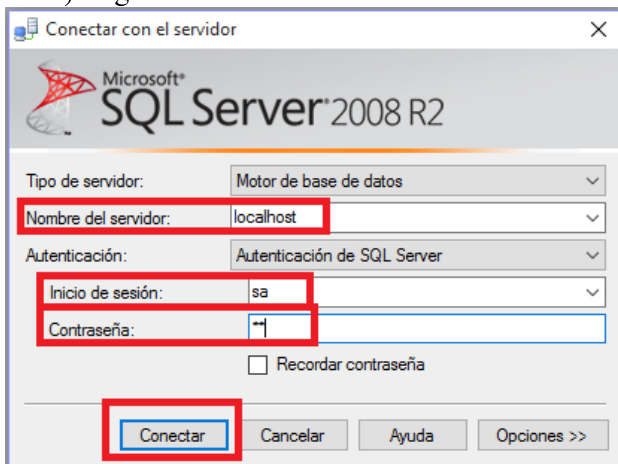 Conectar con el servidor
Microsoft®
SQL Server® 2008 R2
Tipo de servidor: Motor de base de datos
Nombre del servidor: localhost
Autenticación: Autenticación de SQL Server
Inicio de sesión: sa
Contraseña: **
Recordar contraseña
Conectar Cancelar Ayuda Opciones >>